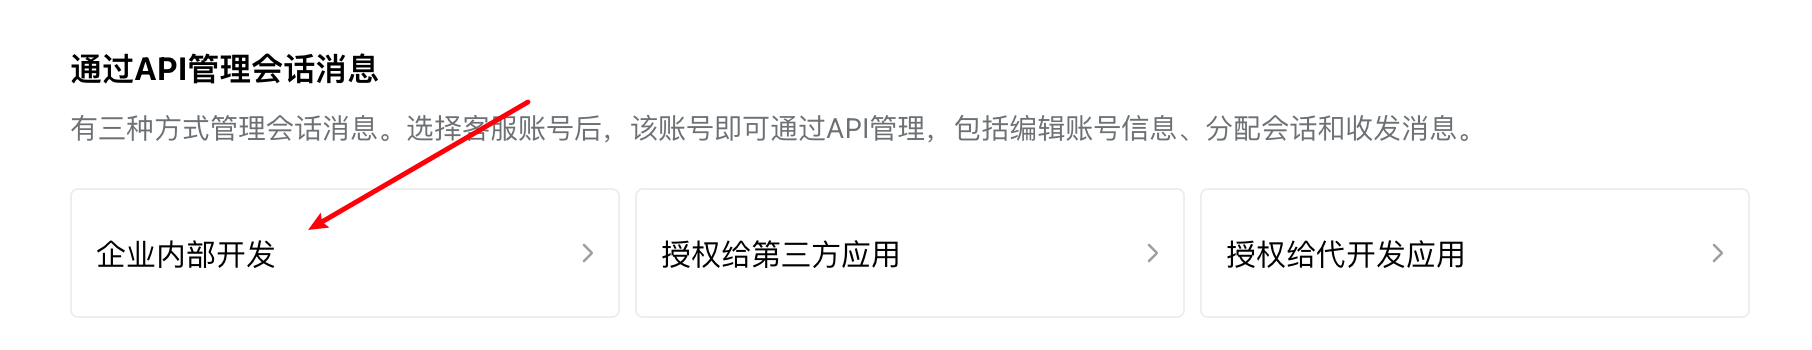 通过API管理会话消息
有三种方式管理会话消息。选择客服账号后，该账号即可通过API管理，包括编辑账号信息、分配会话和收发消息。
企业内部开发
授权给第三方应用
授权给代开发应用